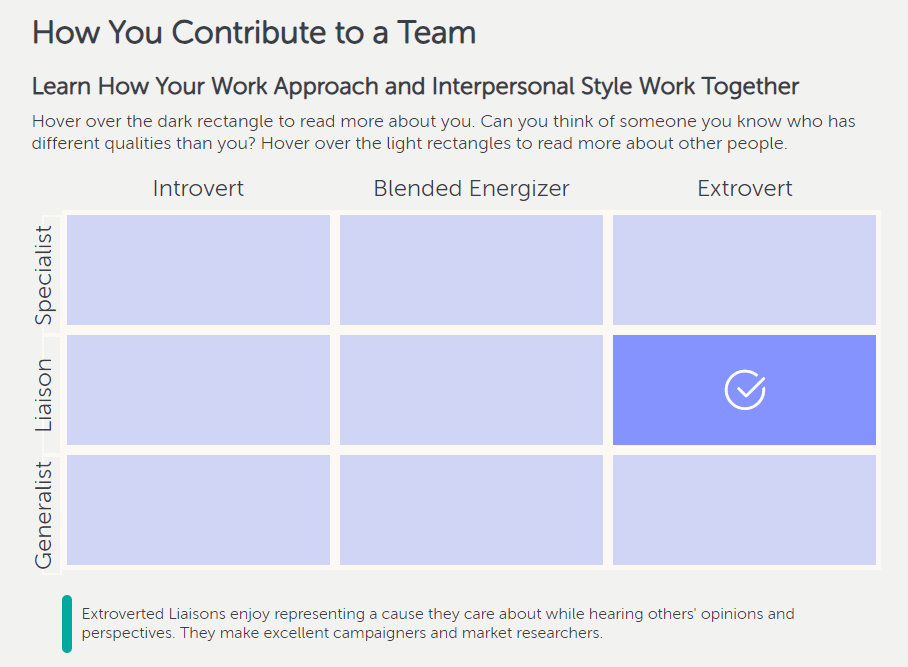 How You Contribute to a Team
Learn How Your Work Approach and Interpersonal Style Work Together
Hover over the dark rectangle to read more about you. Can you think of someone you know who has
different qualities than you? Hover over the light rectangles to read more about other people.
Introvert
Blended Energizer
Extrovert
Specialist
Liaison
Generalist
Extroverted Liaisons enjoy representing a cause they care about while hearing others' opinions and
perspectives. They make excellent campaigners and market researchers.